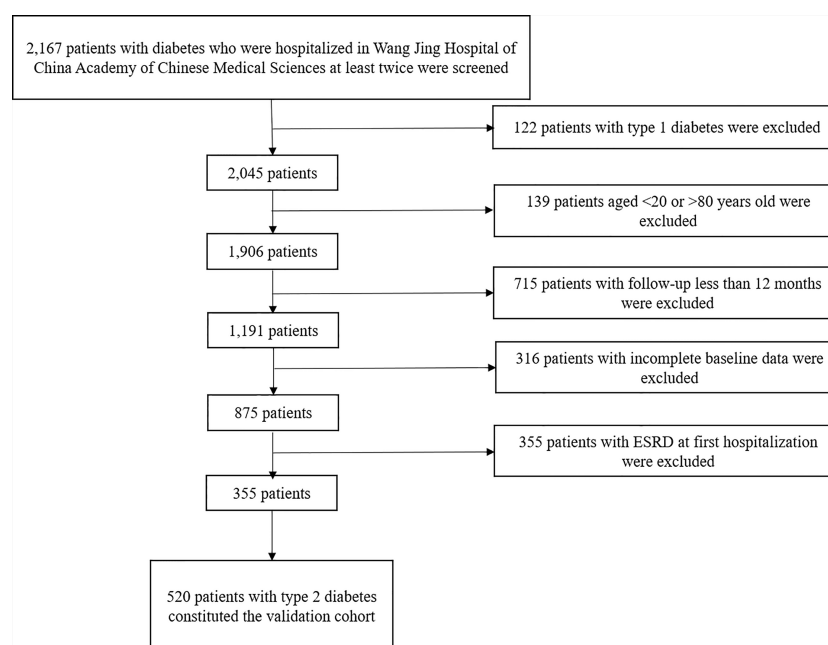 2,167 patients with diabetes who were hospitalized in Wang Jing Hospital of
China Academy of Chinese Medical Sciences at least twice were screened
122 patients with type 1 diabetes were excluded
2,045 patients
139 patients aged <20 or >80 years old were
excluded
1,906 patients
715 patients with follow-up less than 12 months
were excluded
1,191 patients
316 patients with incomplete baseline data were
excluded
875 patients
355 patients with ESRD at first hospitalization
were excluded
355 patients
520 patients with type 2 diabetes
constituted the validation cohort